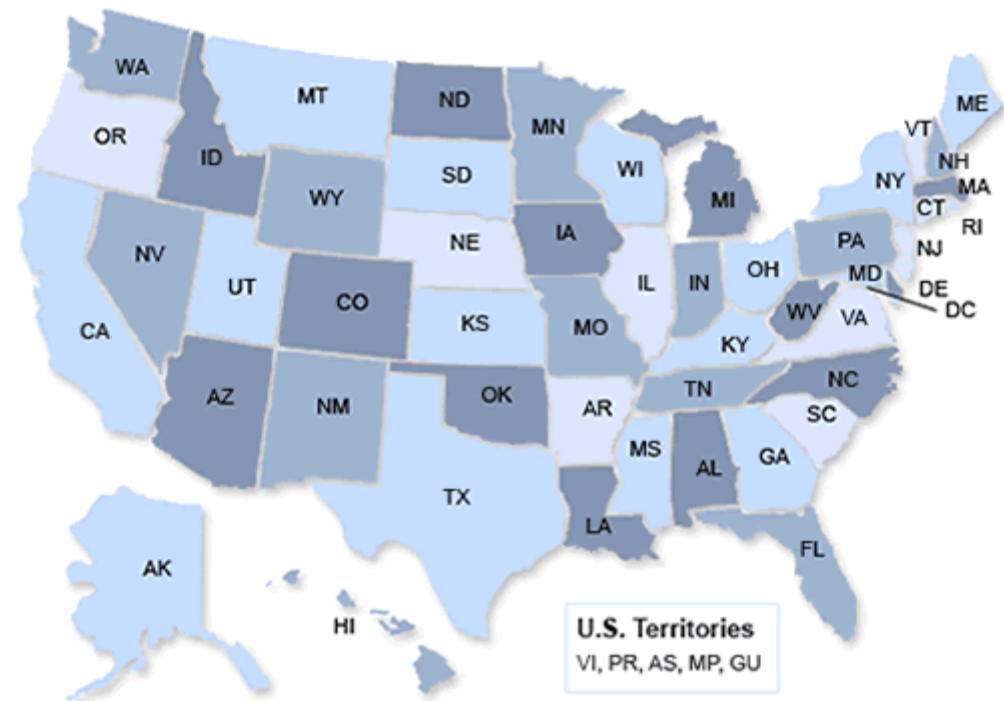 WA
MT
ND
MN
ME
VT
OR
ID
SD
WI
NH
WY
MI
NY
MA
CT
RI
NE
IA
PA
NJ
NV
UT
IL
IN
OH
MD
DE
CO
WV
DC
CA
KS
MO
KY
VA
AZ
NM
OK
TN
NC
AR
SC
MS
AL
GA
TX
LA
FL
AK
HI
U.S. Territories
VI, PR, AS, MP, GU